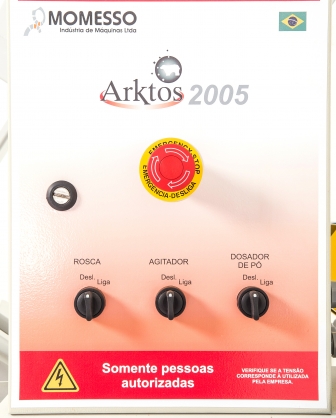 MOMESSO
Indústria de Máquinas Ltda
Arktos 2005
EMERGENCY-STOP
EMERGENCIA-DESLIGA
ROSCA
AGITADOR
DOSADOR
DE PÓ
Desl.
Liga
Desl.
Liga
Desl.
Liga
Somente pessoas
autorizadas
VERIFIQUE SE A TENSÃO
CORRESPONDE À UTILIZADA
PELA EMPRESA.